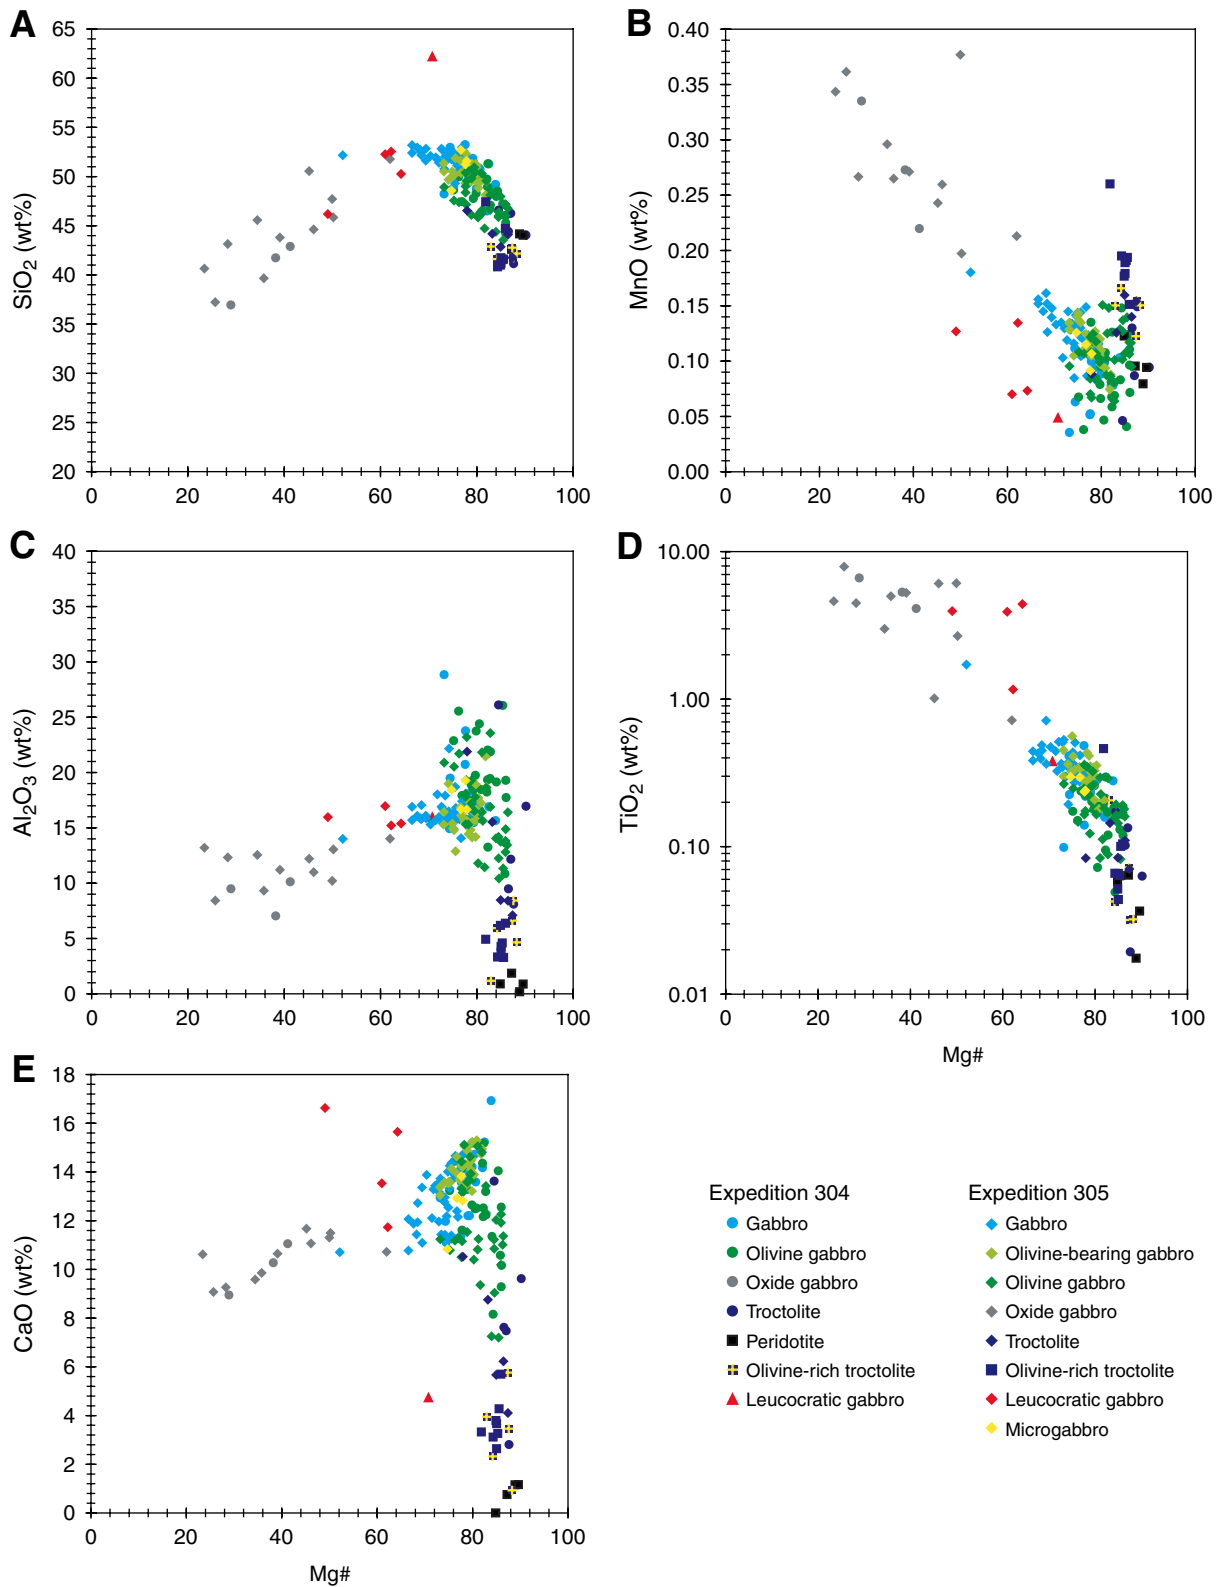 A
65
60
55
50
45
40
35
30
25
20
SiO2 (wt%)
0 20 40 60 80 100
B
0.40
0.35
0.30
0.25
0.20
0.15
0.10
0.05
0.00
MnO (wt%)
0 20 40 60 80 100
C
40
35
30
25
20
15
10
5
0
Al2O3 (wt%)
0 20 40 60 80 100
D
10.00
1.00
0.10
0.01
TiO2 (wt%)
0 20 40 60 80 100
Mg#
E
18
16
14
12
10
8
6
4
2
0
CaO (wt%)
0 20 40 60 80 100
Mg#
Expedition 304
Gabbro
Olivine gabbro
Oxide gabbro
Troctolite
Peridotite
Olivine-rich troctolite
Leucocratic gabbro
Expedition 305
Gabbro
Olivine-bearing gabbro
Olivine gabbro
Oxide gabbro
Troctolite
Olivine-rich troctolite
Leucocratic gabbro
Microgabbro